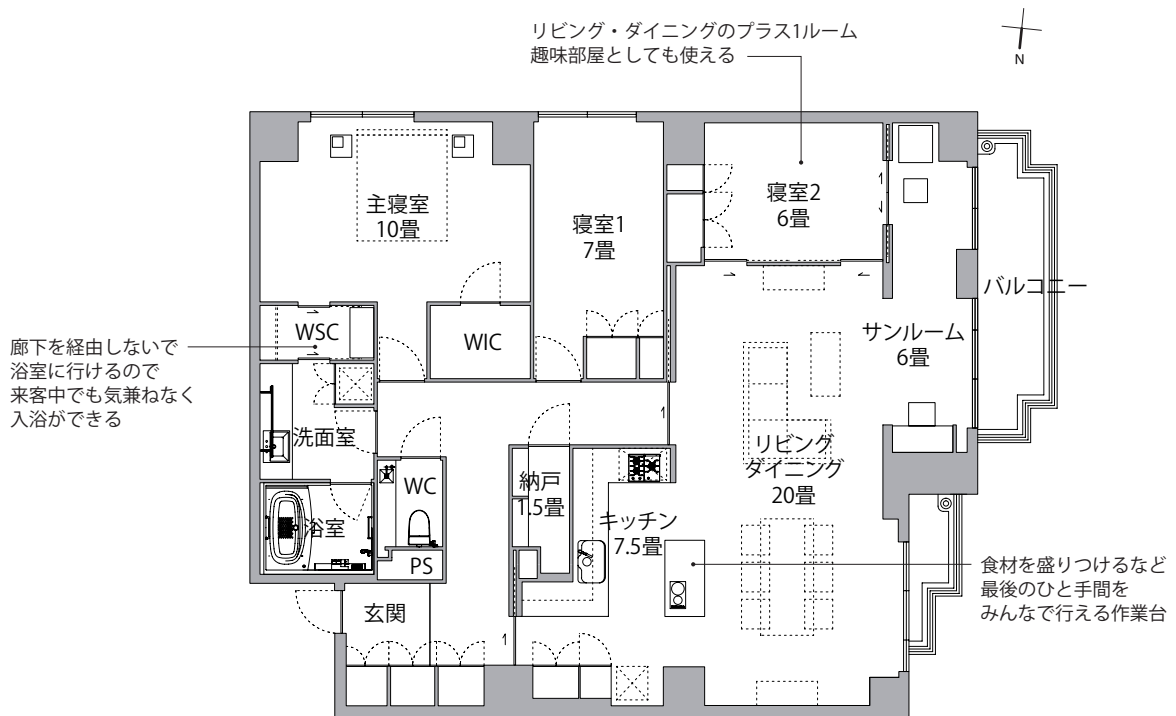 リビング・ダイニングのプラス1ルーム
趣味部屋としても使える
N
主寝室
10畳
寝室1
7畳
寝室2
6畳
バルコニー
サンルーム
6畳
WSC
WIC
廊下を経由しないで
浴室に行けるので
来客中でも気兼ねなく
入浴ができる
洗面室
リビング
ダイニング
20畳
WC
納戸
1.5畳
キッチン
7.5畳
浴室
PS
食材を盛りつけるなど
最後のひと手間を
みんなで行える作業台
玄関